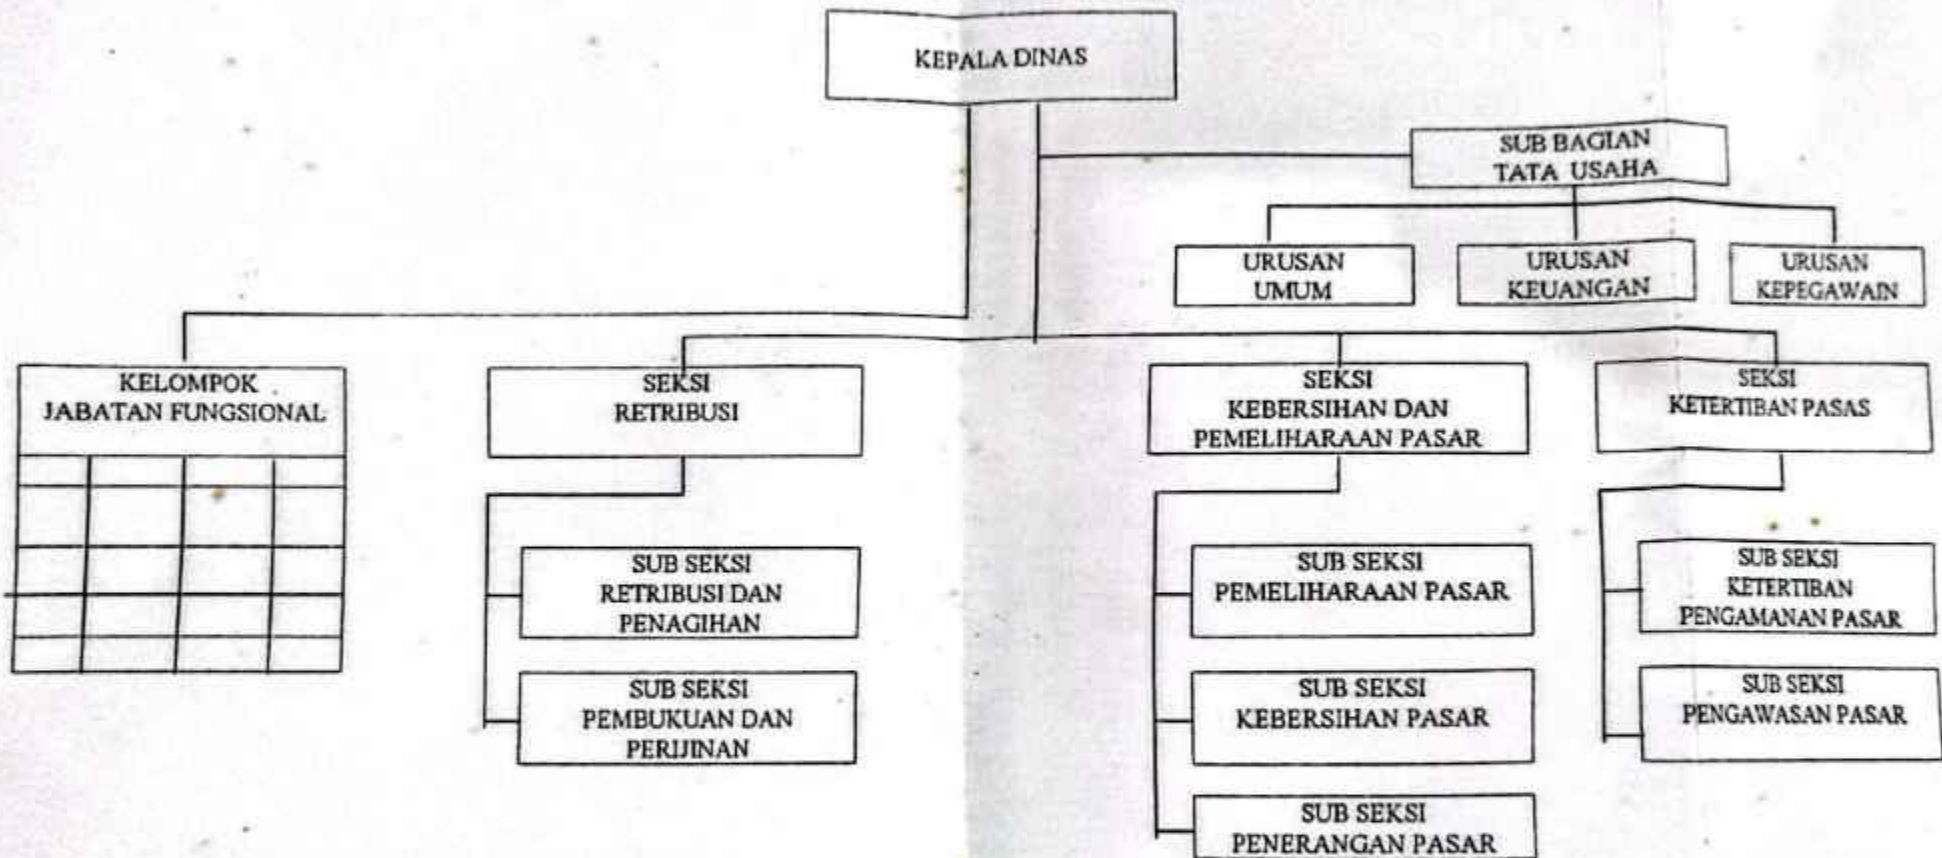 KEPALA DINAS
SUB BAGIAN
TATA USAHA
URUSAN
UMUM
URUSAN
KEUANGAN
URUSAN
KEPEGAWAIN
KELOMPOK
JABATAN FUNGSIONAL
SEKSI
RETRIBUSI
SEKSI
KEBERSIHAN DAN
PEMELIHARAAN PASAR
SEKSI
KETERTIBAN PASAS
SUB SEKSI
RETRIBUSI DAN
PENAGIHAN
SUB SEKSI
PEMBUKUAN DAN
PERIJINAN
SUB SEKSI
PEMELIHARAAN PASAR
SUB SEKSI
KEBERSIHAN PASAR
SUB SEKSI
PENERANGAN PASAR
SUB SEKSI
KETERTIBAN
PENGAMANAN PASAR
SUB SEKSI
PENGAWASAN PASAR